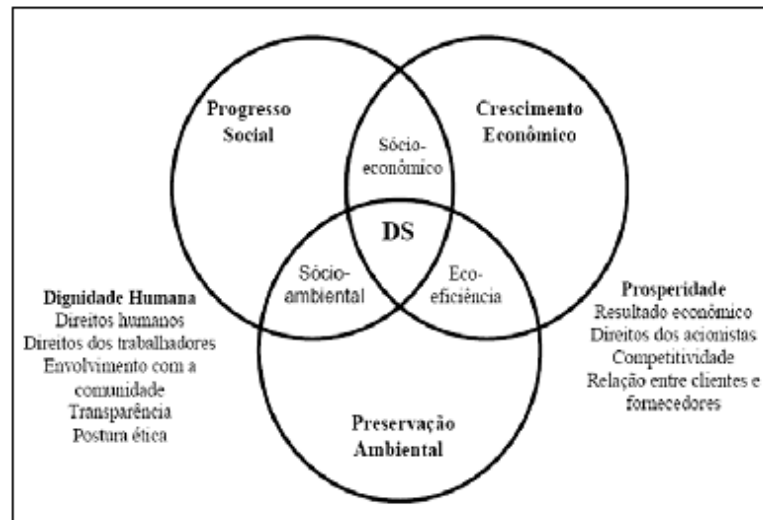 Progresso
Social
Crescimento
Econômico
Sócio-
econômico
DS
Sócio-
ambiental
Eco-
eficiência
Dignidade Humana
Direitos humanos
Direitos dos trabalhadores
Envolvimento com a
comunidade
Transparência
Postura ética
Prosperidade
Resultado econômico
Direitos dos acionistas
Competitividade
Relação entre clientes e
fornecedores
Preservação
Ambiental